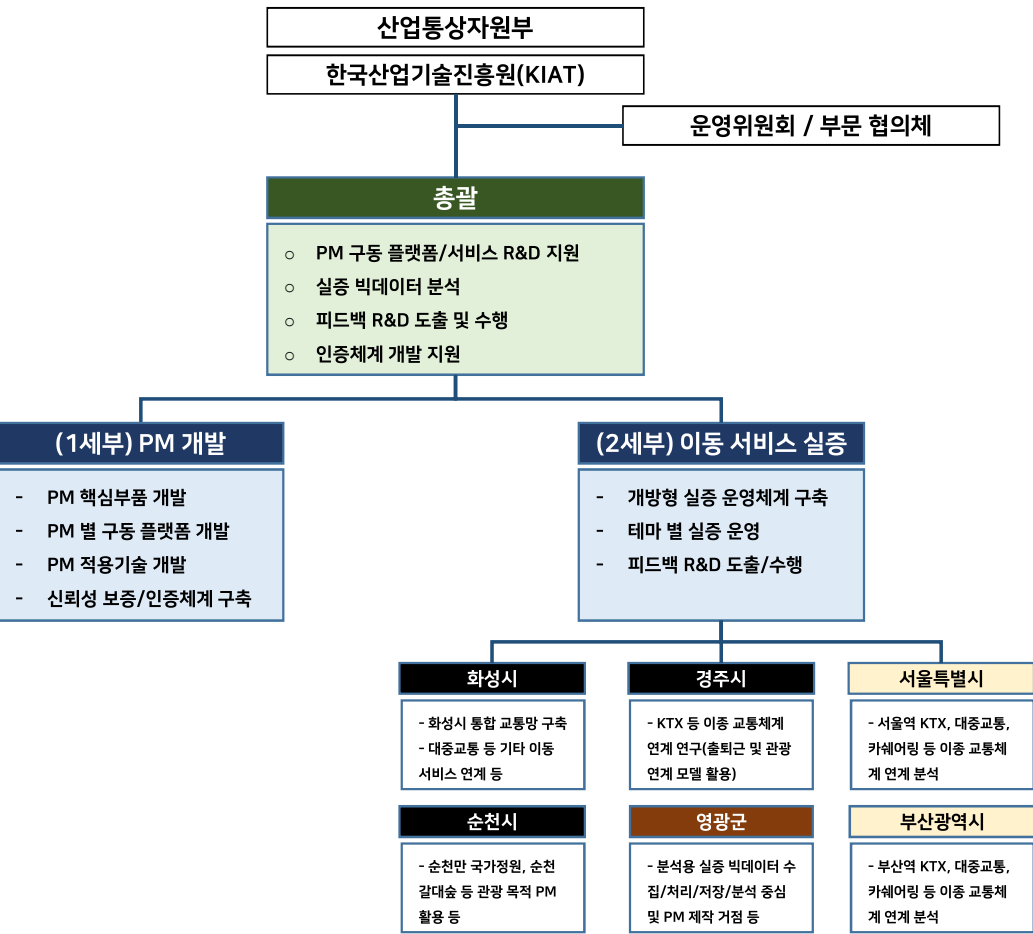 산업통상자원부
한국산업기술진흥원(KIAT)
운영위원회 / 부문 협의체
총괄
○ PM 구동 플랫폼/서비스 R&D 지원
○ 실증 빅데이터 분석
○ 피드백 R&D 도출 및 수행
○ 인증체계 개발 지원
(1세부) PM 개발
- PM 핵심부품 개발
- PM 별 구동 플랫폼 개발
- PM 적용기술 개발
- 신뢰성 보증/인증체계 구축
(2세부) 이동 서비스 실증
- 개방형 실증 운영체계 구축
- 테마 별 실증 운영
- 피드백 R&D 도출/수행
화성시
- 화성시 통합 교통망 구축
- 대중교통 등 기타 이동
서비스 연계 등
경주시
- KTX 등 이종 교통체계
연계 연구(출퇴근 및 관광
연계 모델 활용)
서울특별시
- 서울역 KTX, 대중교통,
카쉐어링 등 이종 교통체
계 연계 분석
순천시
- 순천만 국가정원, 순천
갈대숲 등 관광 목적 PM
활용 등
영광군
- 분석용 실증 빅데이터 수
집/처리/저장/분석 중심
및 PM 제작 거점 등
부산광역시
- 부산역 KTX, 대중교통,
카쉐어링 등 이종 교통체
계 연계 분석